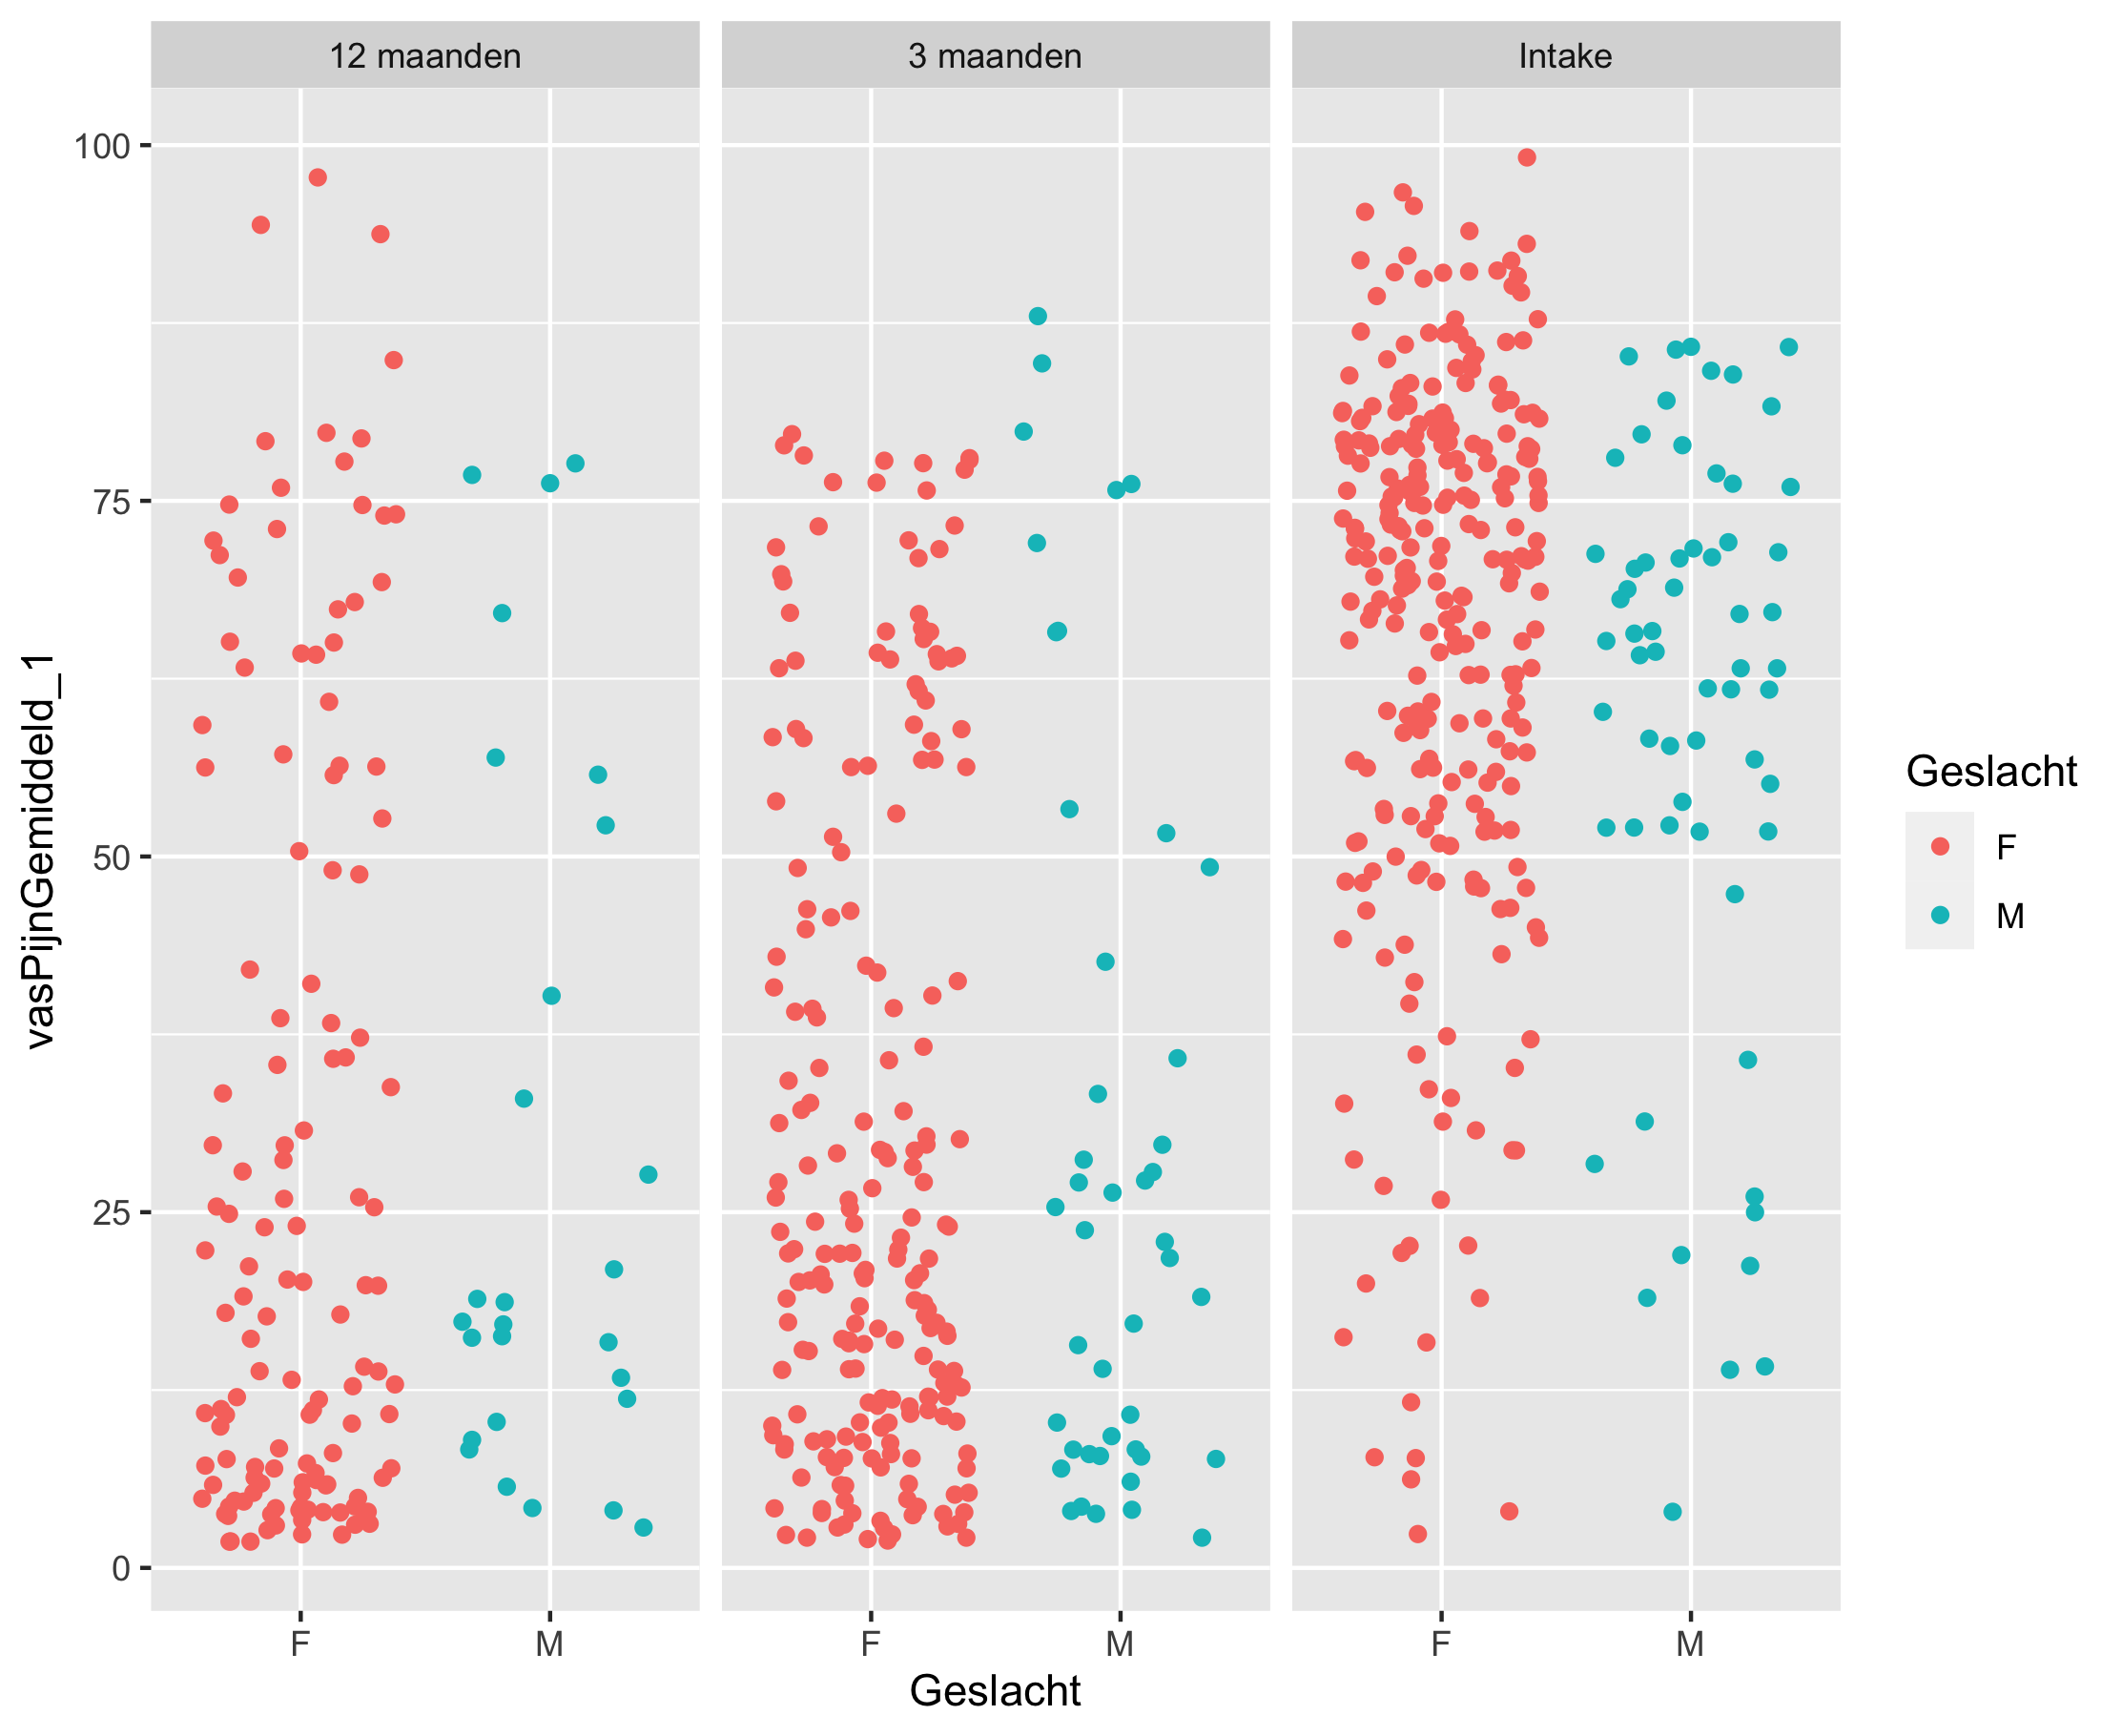 12 maanden
3 maanden
Intake
vasPijnGemiddeld_1
100
75
50
25
0
F
M
F
M
F
M
Geslacht
Geslacht
F
M